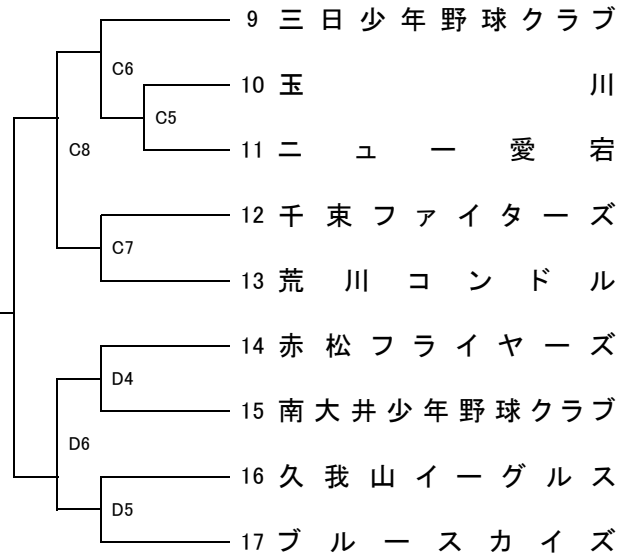 9 三日少年野球クラブ
C6
10 玉川
C5
C8
11 ニュー愛宕
12 千束ファイターズ
C7
13 荒川コンドル
14 赤松フライヤーズ
D4
15 南大井少年野球クラブ
D6
16 久我山イーグルス
D5
17 ブルースカイズ